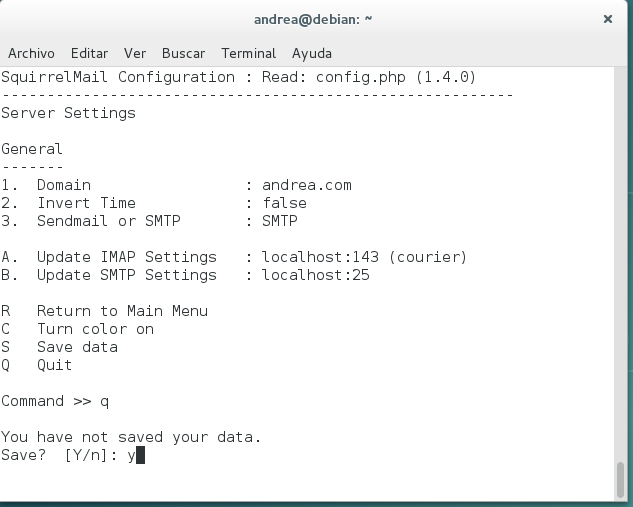 andrea@debian: ~
Archivo Editar Ver Buscar Terminal Ayuda
SquirrelMail Configuration : Read: config.php (1.4.0)
---------------------------------------------------------
Server Settings

General
-------
1.  Domain                 : andrea.com
2.  Invert Time            : false
3.  Sendmail or SMTP       : SMTP

A.  Update IMAP Settings   : localhost:143 (courier)
B.  Update SMTP Settings   : localhost:25

R   Return to Main Menu
C   Turn color on
S   Save data
Q   Quit

Command >> q

You have not saved your data.
Save?  [Y/n]: y